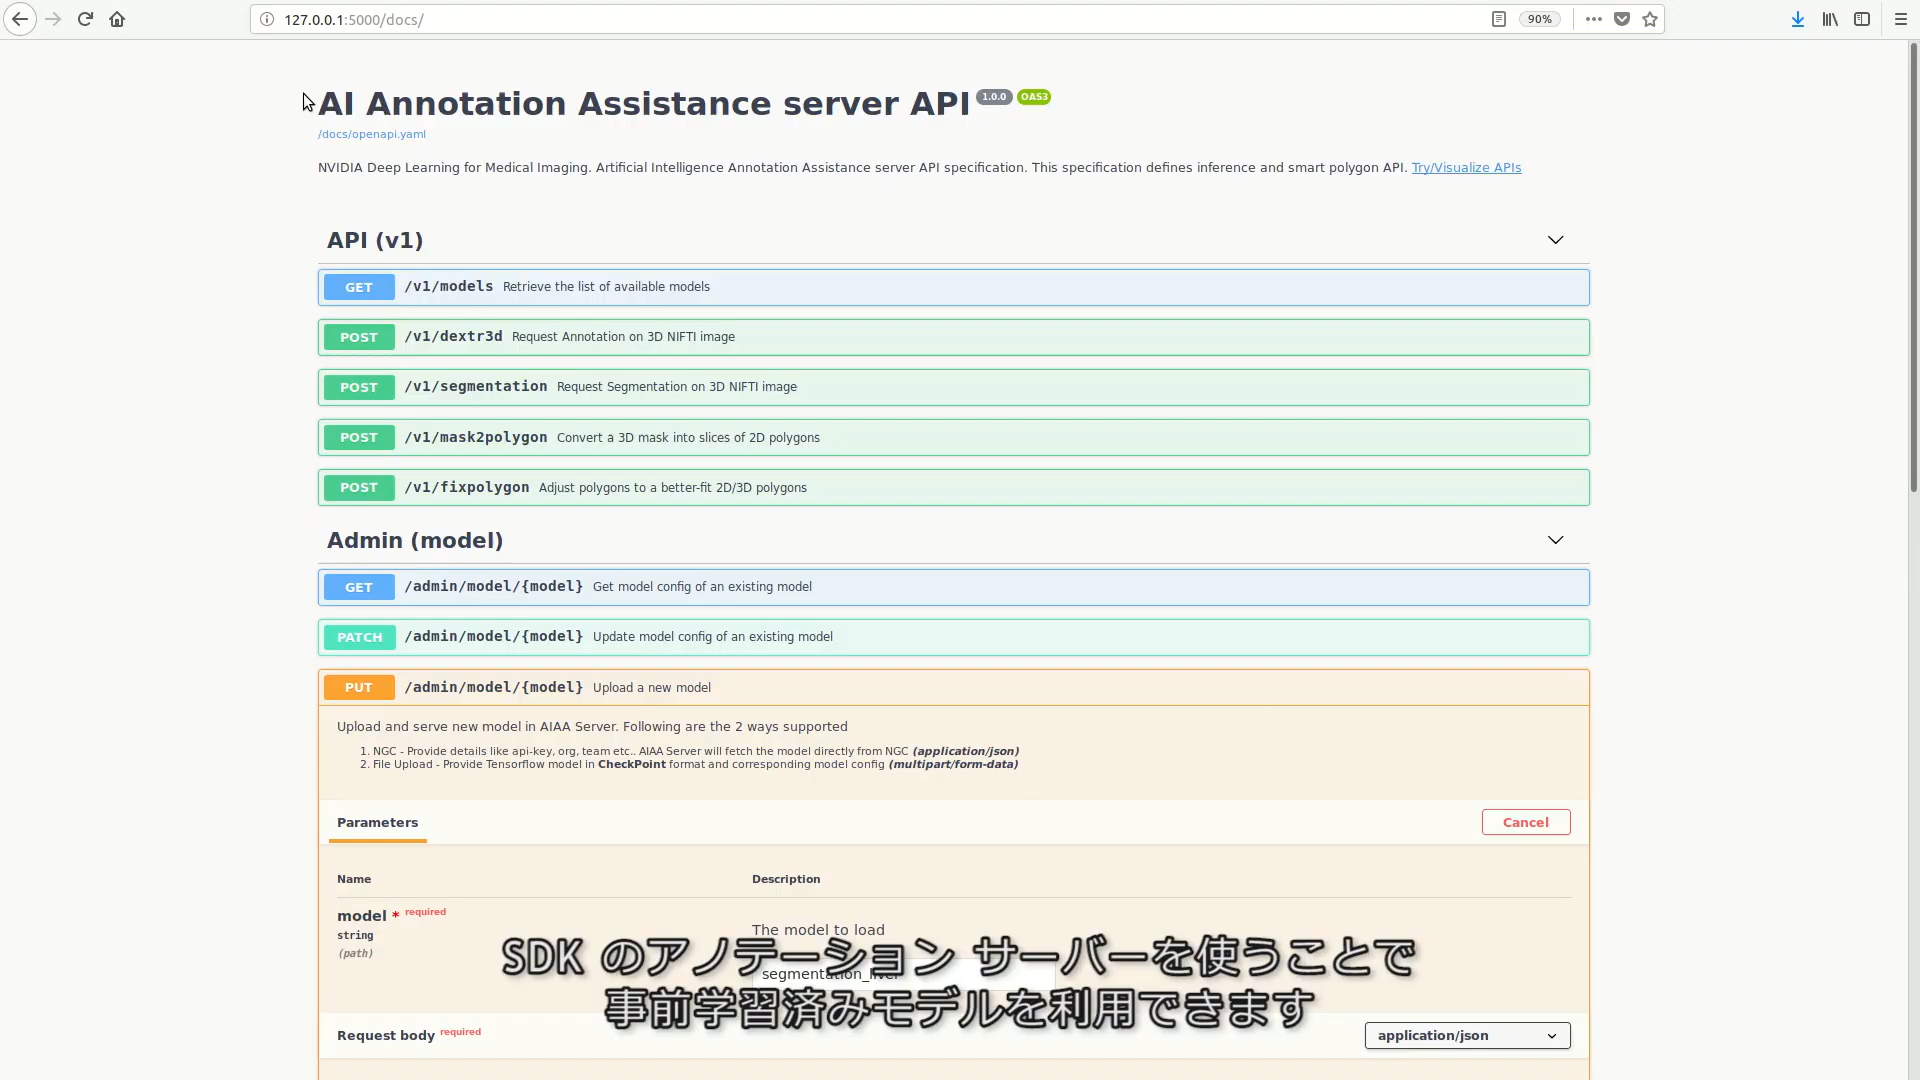 127.0.0.1:5000/docs/
90%
AI Annotation Assistance server API 1.0.0 OAS3
/docs/openapi.yaml
NVIDIA Deep Learning for Medical Imaging. Artificial Intelligence Annotation Assistance server API specification. This specification defines inference and smart polygon API. Try/Visualize APIs
API (v1)
GET /v1/models Retrieve the list of available models
POST /v1/dextr3d Request Annotation on 3D NIFTI image
POST /v1/segmentation Request Segmentation on 3D NIFTI image
POST /v1/mask2polygon Convert a 3D mask into slices of 2D polygons
POST /v1/fixpolygon Adjust polygons to a better-fit 2D/3D polygons
Admin (model)
GET /admin/model/{model} Get model config of an existing model
PATCH /admin/model/{model} Update model config of an existing model
PUT /admin/model/{model} Upload a new model
Upload and serve new model in AIAA Server. Following are the 2 ways supported
1. NGC - Provide details like api-key, org, team etc.. AIAA Server will fetch the model directly from NGC (application/json)
2. File Upload - Provide Tensorflow model in CheckPoint format and corresponding model config (multipart/form-data)
Parameters
Cancel
Name Description
model * required
string
(path)
The model to load
segmentation_liver
SDK のアノテーション サーバーを使うことで
事前学習済みモデルを利用できます
Request body required
application/json